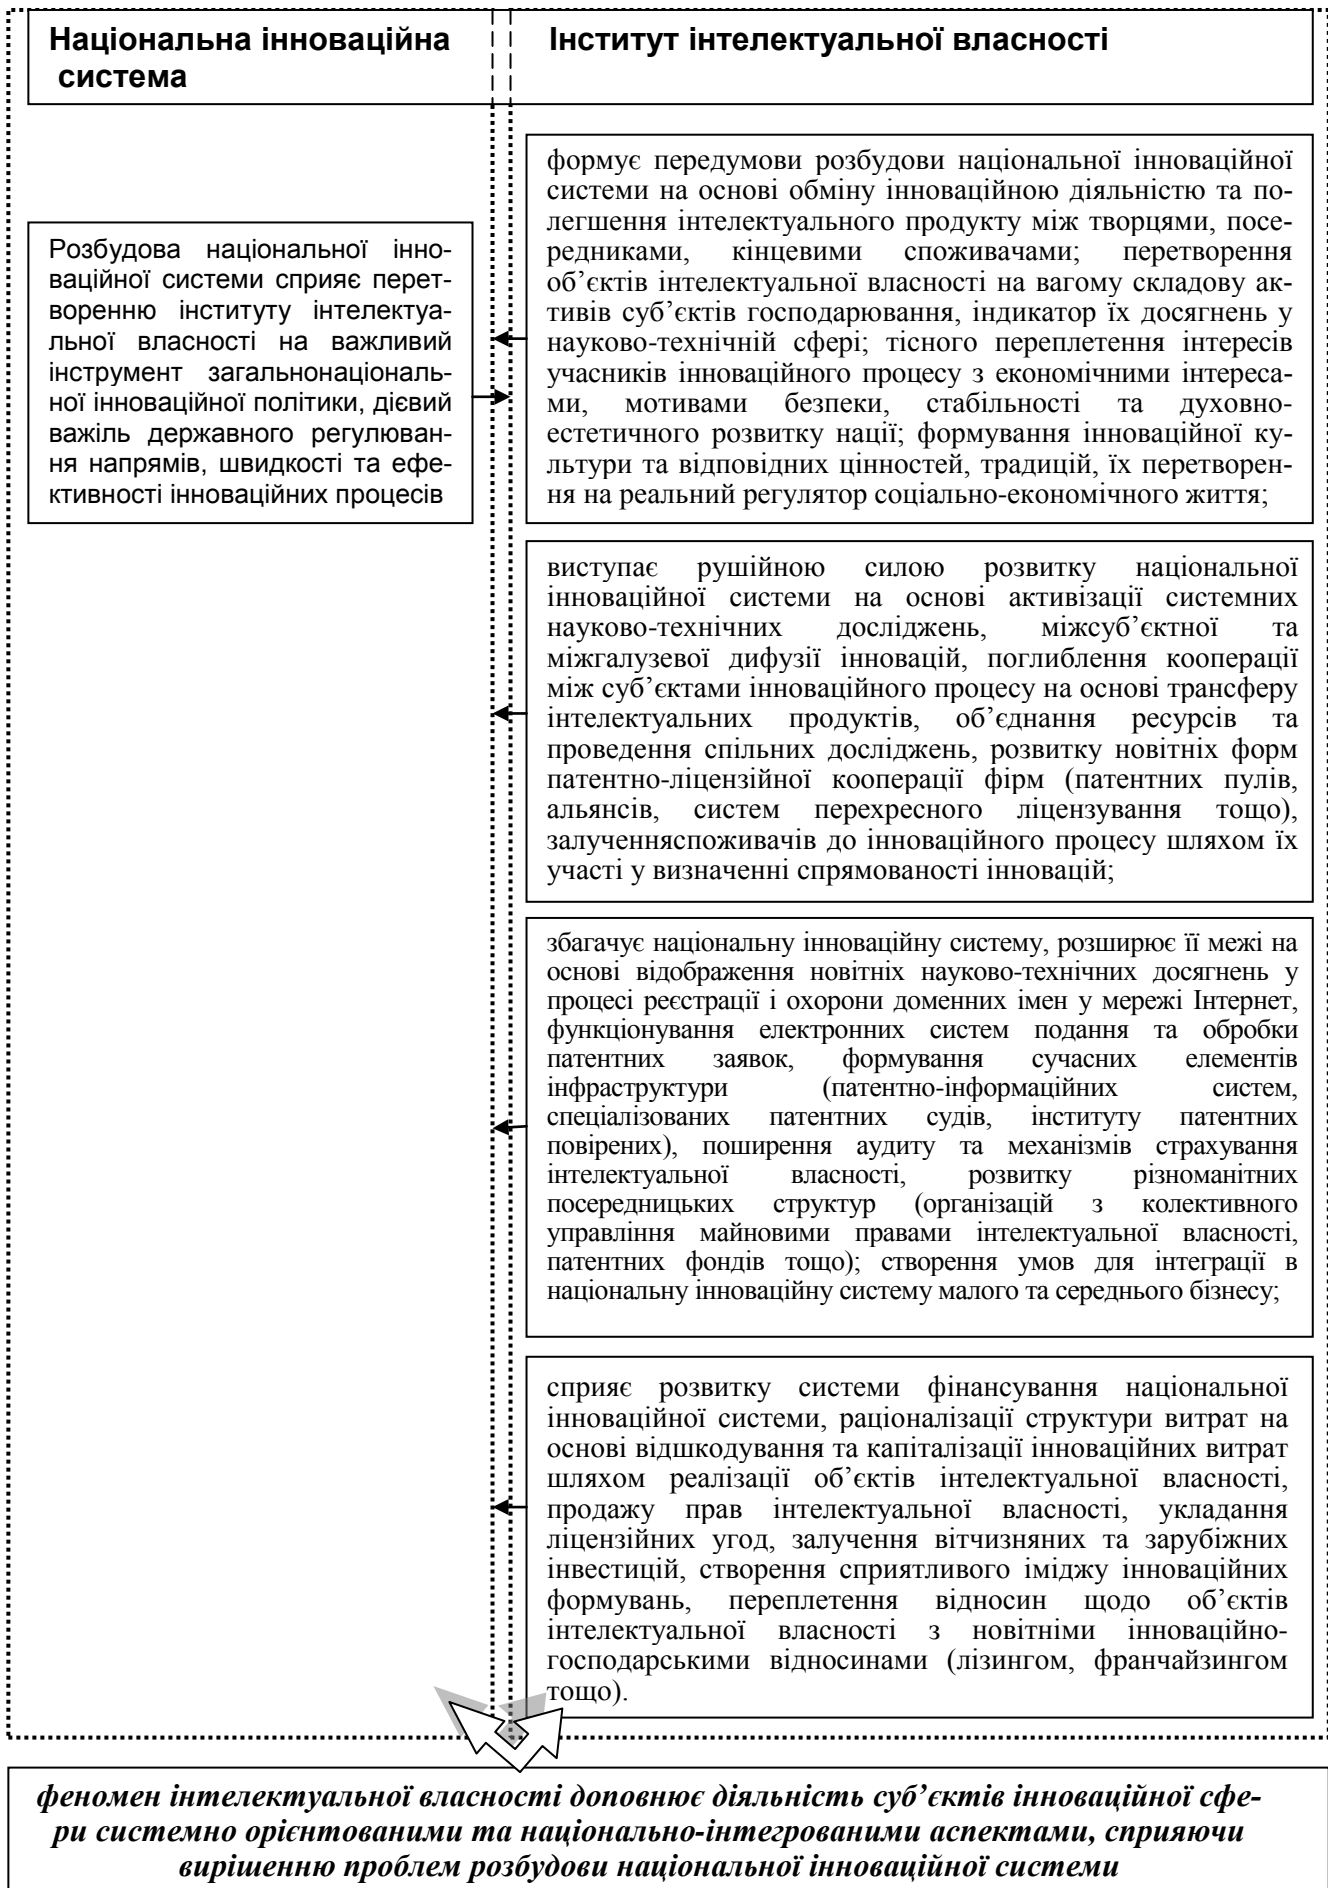 Національна інноваційна
система
Інститут інтелектуальної власності
Розбудова національної інно-
ваційної системи сприяє перет-
воренню інституту інтелектуа-
льної власності на важливий
інструмент загальнонаціональ-
ної інноваційної політики, дієвий
важіль державного регулюван-
ня напрямів, швидкості та ефе-
ктивності інноваційних процесів
формує передумови розбудови національної інноваційної
системи на основі обміну інноваційною діяльністю та по-
легшення інтелектуального продукту між творцями, посе-
редниками, кінцевими споживачами; перетворення
об’єктів інтелектуальної власності на вагому складову ак-
тивів суб’єктів господарювання, індикатор їх досягнень у
науково-технічній сфері; тісного переплетення інтересів
учасників інноваційного процесу з економічними інтереса-
ми, мотивами безпеки, стабільності та духовно-
естетичного розвитку нації; формування інноваційної ку-
льтури та відповідних цінностей, традицій, їх перетворен-
ня на реальний регулятор соціально-економічного життя;
виступає рушійною силою розвитку національної
інноваційної системи на основі активізації системних
науково-технічних досліджень, міжсуб’єктної та
міжгалузевої дифузії інновацій, поглиблення кооперації
між суб’єктами інноваційного процесу на основі трансферу
інтелектуальних продуктів, об’єднання ресурсів та
проведення спільних досліджень, розвитку новітніх форм
патентно-ліцензійної кооперації фірм (патентних пулів,
альянсів, систем перехресного ліцензування тощо),
залученняспоживачів до інноваційного процесу шляхом їх
участі у визначенні спрямованості інновацій;
збагачує національну інноваційну систему, розширює її межі на
основі відображення новітніх науково-технічних досягнень у
процесі реєстрації і охорони доменних імен у мережі Інтернет,
функціонування електронних систем подання та обробки
патентних заявок, формування сучасних елементів
інфраструктури (патентно-інформаційних систем,
спеціалізованих патентних судів, інституту патентних
повірених), поширення аудиту та механізмів страхування
інтелектуальної власності, розвитку різноманітних
посередницьких структур (організацій з колективного
управління майновими правами інтелектуальної власності,
патентних фондів тощо); створення умов для інтеграції в
національну інноваційну систему малого та середнього бізнесу;
сприяє розвитку системи фінансування національної
інноваційної системи, раціоналізації структури витрат на
основі відшкодування та капіталізації інноваційних витрат
шляхом реалізації об’єктів інтелектуальної власності,
продажу прав інтелектуальної власності, укладання
ліцензійних угод, залучення вітчизняних та зарубіжних
інвестицій, створення сприятливого іміджу інноваційних
формувань, переплетення відносин щодо об’єктів
інтелектуальної власності з новітніми інноваційно-
господарськими відносинами (лізингом, франчайзингом
тощо).
феномен інтелектуальної власності доповнює діяльність суб’єктів інноваційної сфе-
ри системно орієнтованими та національно-інтегрованими аспектами, сприяючи
вирішенню проблем розбудови національної інноваційної системи